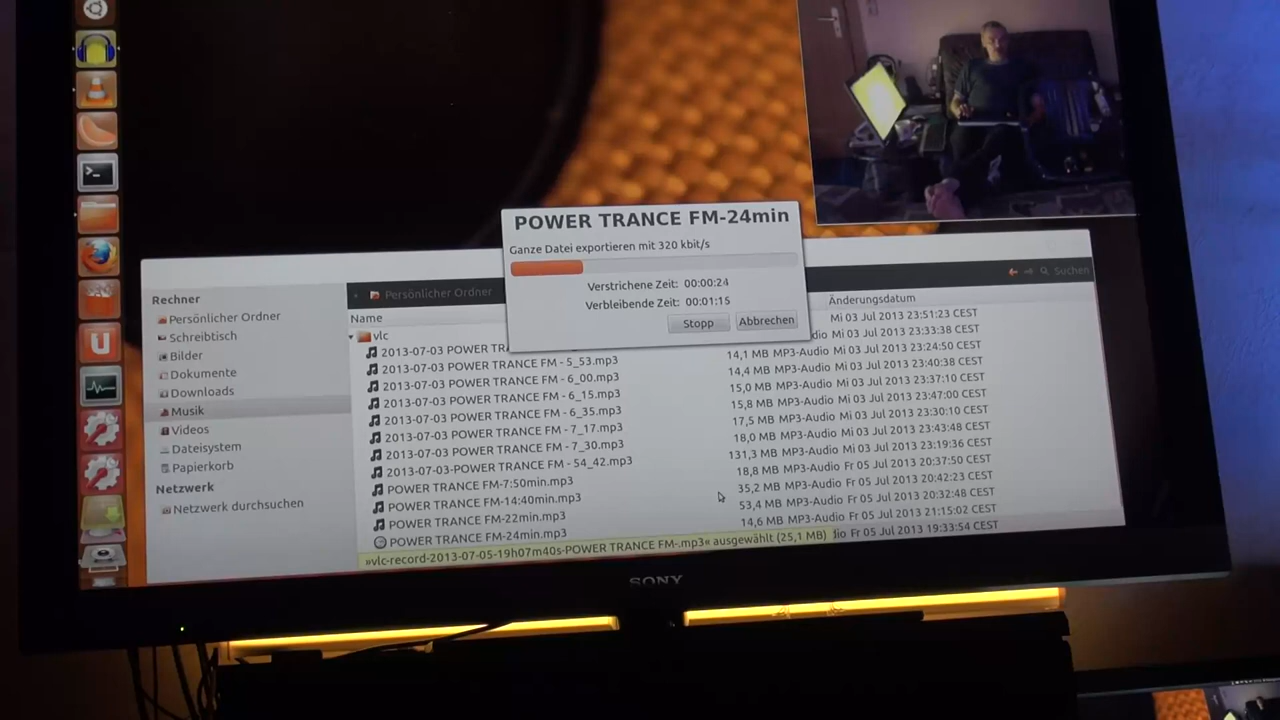 POWER TRANCE FM-24min
Ganze Datei exportieren mit 320 kbit/s
Verstrichene Zeit: 00:00:24
Verbleibende Zeit: 00:01:15
Stopp
Abbrechen
Rechner
Persönlicher Ordner
Schreibtisch
Bilder
Dokumente
Downloads
Musik
Videos
Dateisystem
Papierkorb
Netzwerk
Netzwerk durchsuchen
Persönlicher Ordner
Suchen
Name
Änderungsdatum
vlc
Mi 03 Jul 2013 23:51:23 CEST
2013-07-03 POWER TR
Mi 03 Jul 2013 23:33:38 CEST
2013-07-03 POWER TRANCE FM - 5_53.mp3
14,1 MB MP3-Audio Mi 03 Jul 2013 23:24:50 CEST
2013-07-03 POWER TRANCE FM - 6_00.mp3
14,4 MB MP3-Audio Mi 03 Jul 2013 23:40:38 CEST
2013-07-03 POWER TRANCE FM - 6_15.mp3
15,0 MB MP3-Audio Mi 03 Jul 2013 23:37:10 CEST
2013-07-03 POWER TRANCE FM - 6_35.mp3
15,8 MB MP3-Audio Mi 03 Jul 2013 23:47:00 CEST
2013-07-03 POWER TRANCE FM - 7_17.mp3
17,5 MB MP3-Audio Mi 03 Jul 2013 23:30:10 CEST
2013-07-03 POWER TRANCE FM - 7_30.mp3
18,0 MB MP3-Audio Mi 03 Jul 2013 23:43:48 CEST
2013-07-03-POWER TRANCE FM - 54_42.mp3
131,3 MB MP3-Audio Mi 03 Jul 2013 23:19:36 CEST
POWER TRANCE FM-7:50min.mp3
18,8 MB MP3-Audio Fr 05 Jul 2013 20:37:50 CEST
POWER TRANCE FM-14:40min.mp3
35,2 MB MP3-Audio Fr 05 Jul 2013 20:42:23 CEST
POWER TRANCE FM-22min.mp3
53,4 MB MP3-Audio Fr 05 Jul 2013 20:32:48 CEST
POWER TRANCE FM-24min.mp3
14,6 MB MP3-Audio Fr 05 Jul 2013 21:15:02 CEST
»vlc-record-2013-07-05-19h07m40s-POWER TRANCE FM-.mp3« ausgewählt (25,1 MB)
dio Fr 05 Jul 2013 19:33:54 CEST
SONY